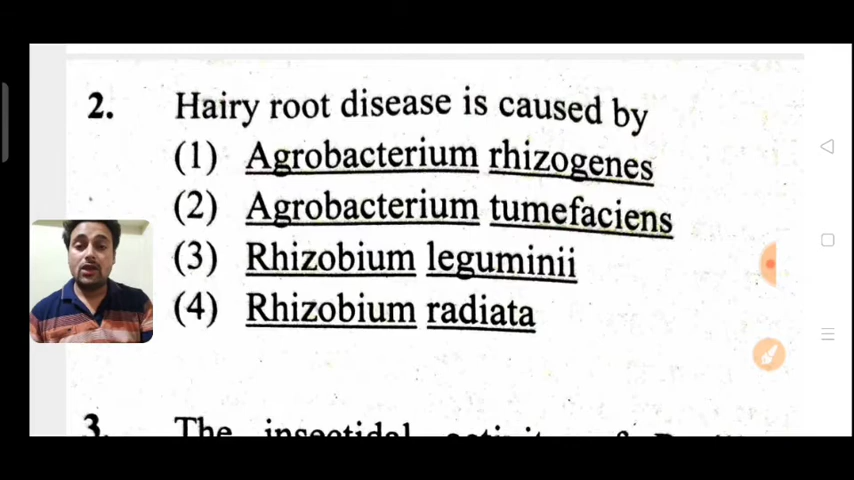 2. Hairy root disease is caused by
(1) Agrobacterium rhizogenes
(2) Agrobacterium tumefaciens
(3) Rhizobium leguminii
(4) Rhizobium radiata
3. The